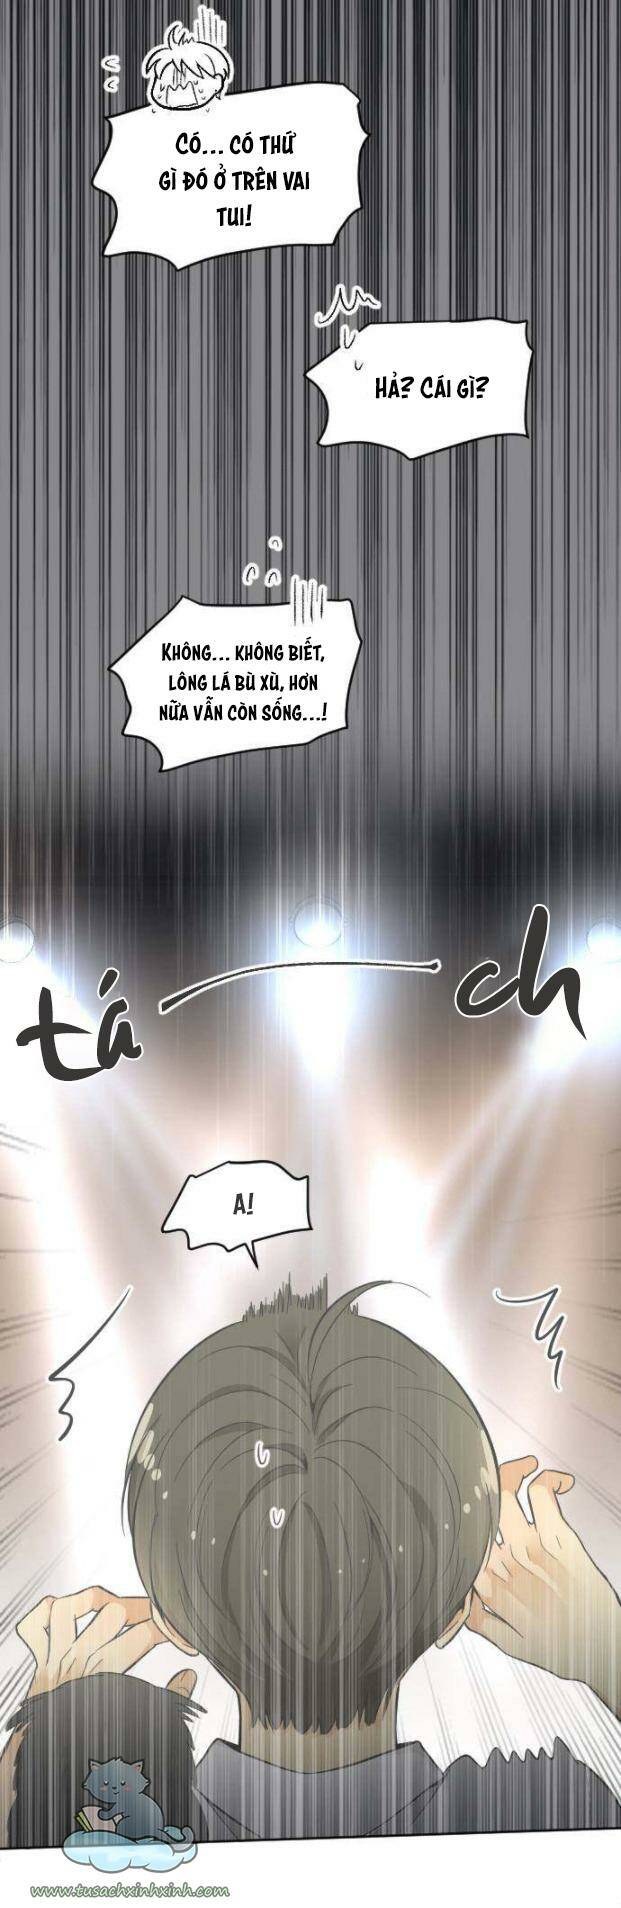 CÓ... CÓ THỨ
GÌ ĐÓ Ở TRÊN VAI
TUI!
HẢ? CÁI GÌ?
KHÔNG... KHÔNG BIẾT,
LÔNG LÁ BÙ XÙ, HƠN
NỮA VẪN CÒN SỐNG...!
tá ch
A!
www.tusachxinhxinh.com